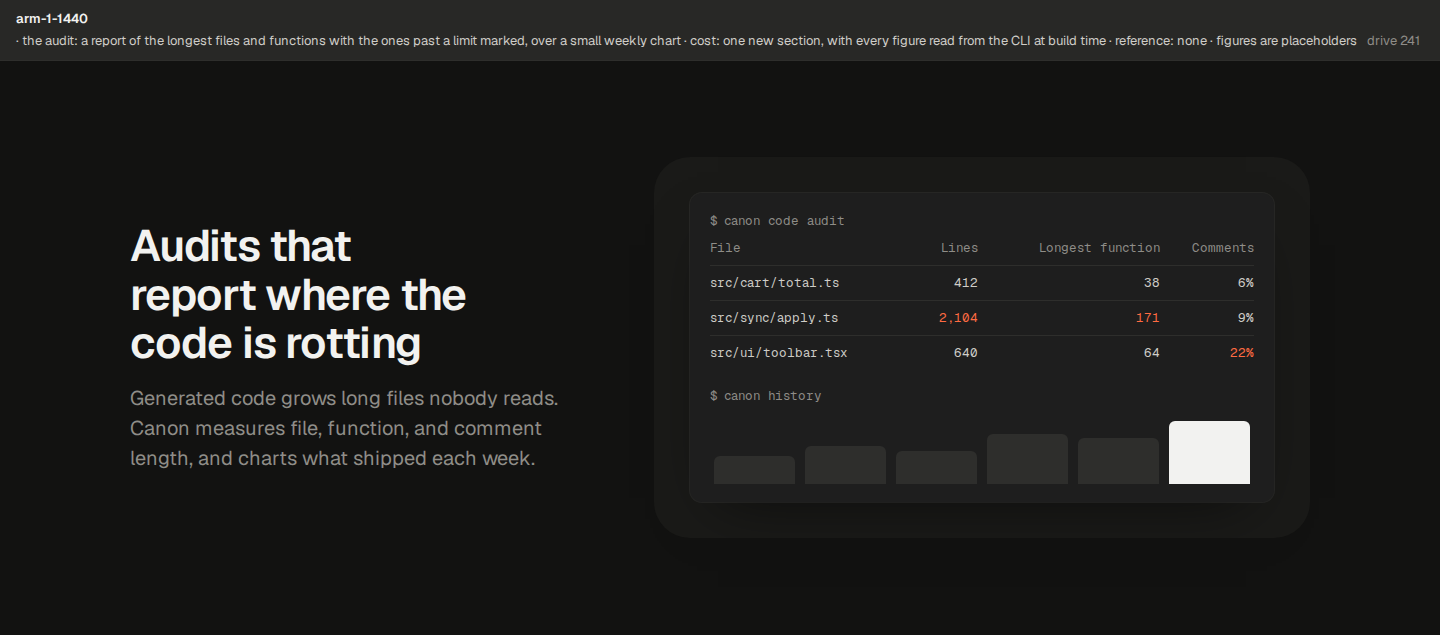 arm-1-1440
· the audit: a report of the longest files and functions with the ones past a limit marked, over a small weekly chart · cost: one new section, with every figure read from the CLI at build time · reference: none · figures are placeholders drive 241
Audits that
report where the
code is rotting
Generated code grows long files nobody reads.
Canon measures file, function, and comment
length, and charts what shipped each week.
$ canon code audit
File Lines Longest function Comments
src/cart/total.ts 412 38 6%
src/sync/apply.ts 2,104 171 9%
src/ui/toolbar.tsx 640 64 22%
$ canon history